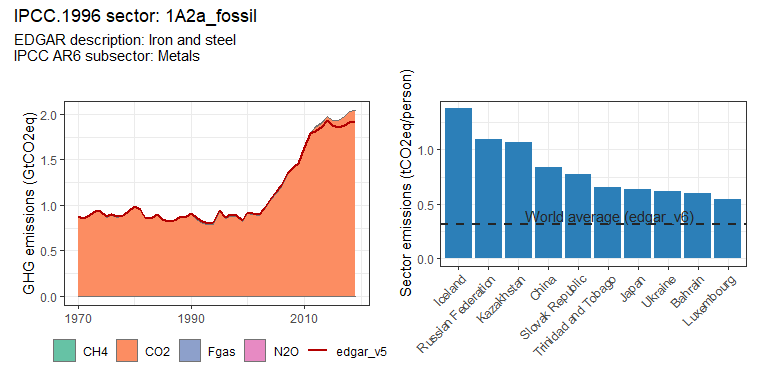 IPCC.1996 sector: 1A2a_fossil
EDGAR description: Iron and steel
IPCC AR6 subsector: Metals
GHG emissions (GtCO2eq)
2.0
1.5
1.0
0.5
0.0
1970
1990
2010
CH4
CO2
Fgas
N2O
edgar_v5
Sector emissions (tCO2eq/person)
1.0
0.5
0.0
World average (edgar_v6)
Iceland
Russian Federation
Kazakhstan
China
Slovak Republic
Trinidad and Tobago
Japan
Ukraine
Bahrain
Luxembourg